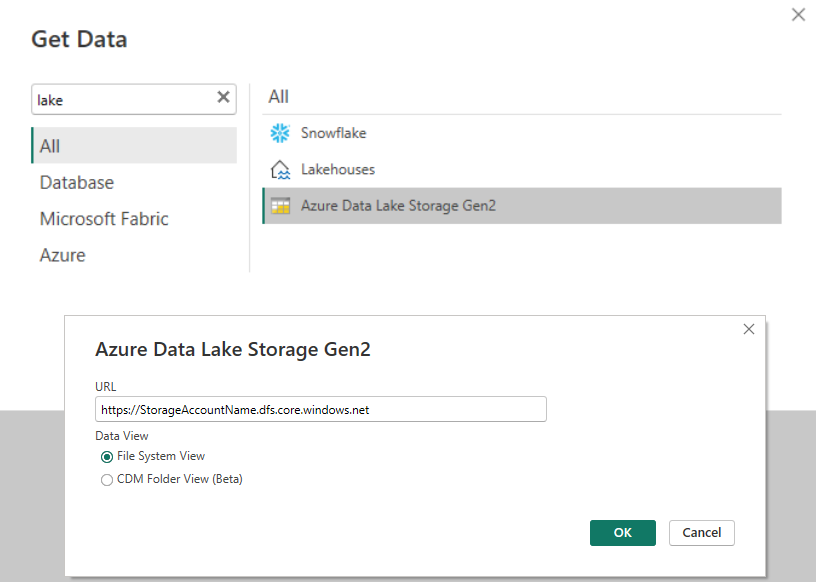 Get Data
lake
All
Database
Microsoft Fabric
Azure
All
Snowflake
Lakehouses
Azure Data Lake Storage Gen2
Azure Data Lake Storage Gen2
URL
https://StorageAccountName.dfs.core.windows.net
Data View
File System View
CDM Folder View (Beta)
OK Cancel